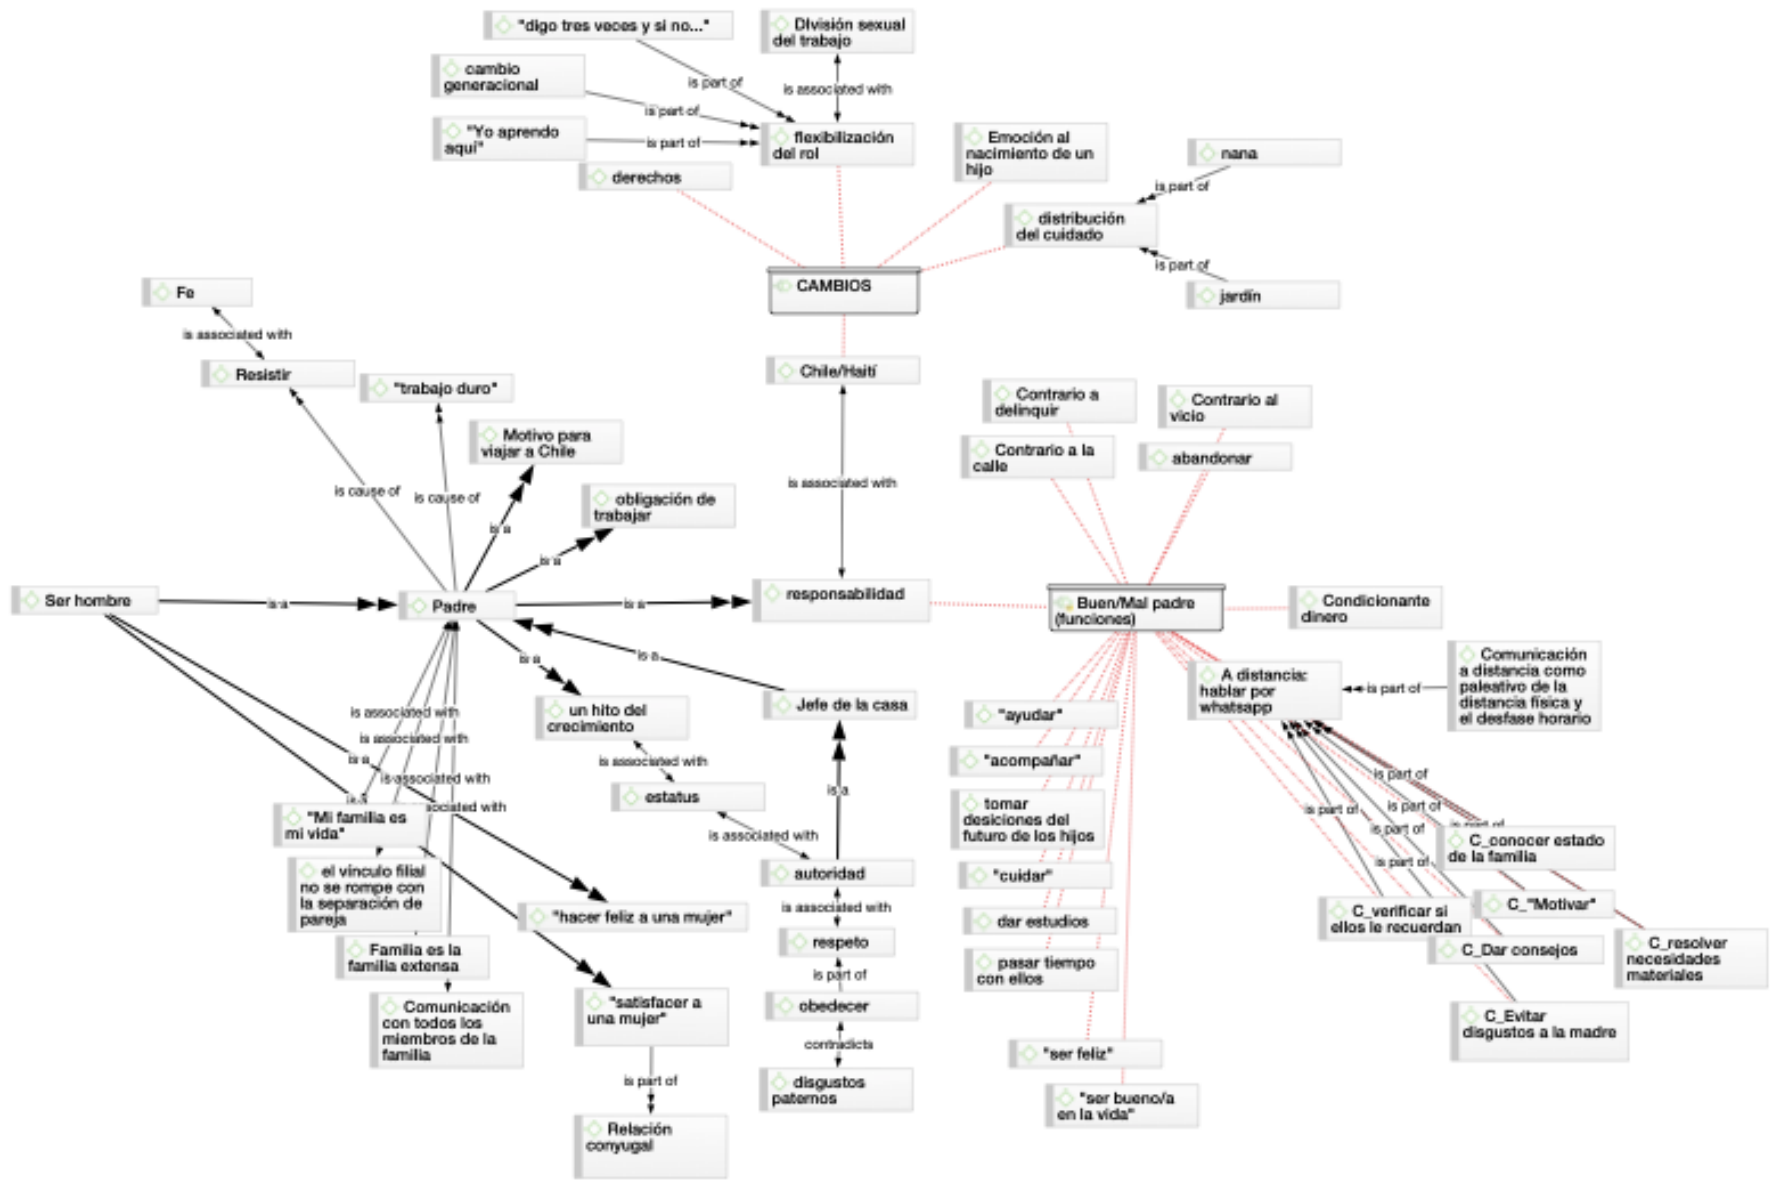 "digo tres veces y si no..."
DIvisión sexual
del trabajo
cambio
generacional
is part of
is associated with
is part of
"Yo aprendo
aquí"
is part of
flexibilización
del rol
Emoción al
nacimiento de un
hijo
nana
derechos
is part of
distribución
del cuidado
is part of
CAMBIOS
jardín
Fe
is associated with
Resistir
"trabajo duro"
Chile/Haití
Contrario a
delinquir
Contrario al
vicio
Motivo para
viajar a Chile
Contrario a la
calle
abandonar
is cause of
is cause of
is associated with
obligación de
trabajar
is a
is a
Ser hombre
is a
Padre
is a
responsabilidad
Buen/Mal padre
(funciones)
Condicionante
dinero
is a
is a
Comunicación
a distancia como
paleativo de la
distancia física y
el desfase horario
A distancia:
hablar por
whatsapp
is part of
un hito del
crecimiento
Jefe de la casa
"ayudar"
is associated with
is associated with
is a
is associated with
is associated with
"acompañar"
is part of
is associated with
estatus
is a
is a
sociated with
is part of
is part of
is part of
is part of
is part of
"Mi familia es
mi vida"
is associated with
tomar
desiciones del
futuro de los hijos
C_conocer estado
de la familia
el vínculo filial
no se rompe con
la separación de
pareja
autoridad
"cuidar"
is associated with
"hacer feliz a una mujer"
dar estudios
C_verificar si
ellos le recuerdan
C_"Motivar"
respeto
Familia es la
familia extensa
is part of
pasar tiempo
con ellos
C_Dar consejos
C_resolver
necesidades
materiales
Comunicación
con todos los
miembros de la
familia
"satisfacer a
una mujer"
obedecer
contradicts
C_Evitar
disgustos a la madre
"ser feliz"
is part of
disgustos
paternos
"ser bueno/a
en la vida"
Relación
conyugal